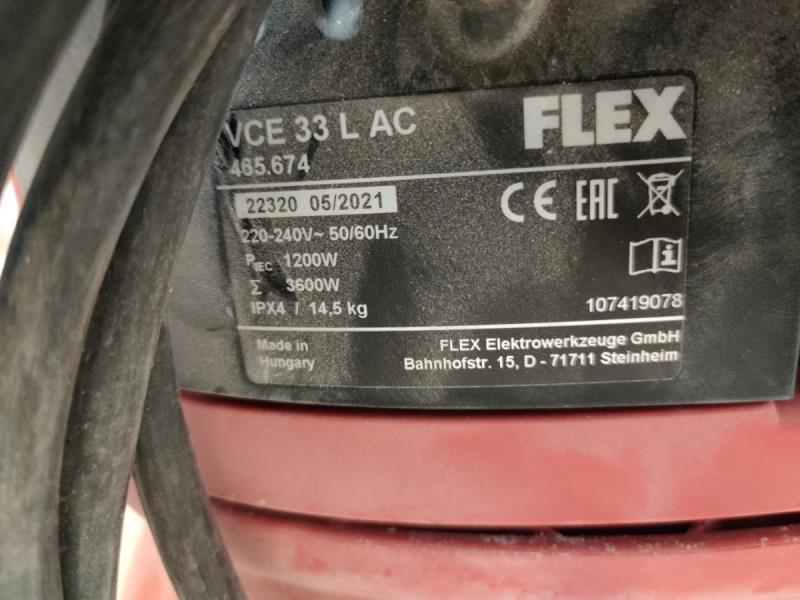 VCE 33 L AC
FLEX
465.674
22320 05/2021
CE EAC
220-240V~ 50/60Hz
PIEC 1200W
Σ 3600W
IPX4 / 14,5 kg
107419078
Made in
Hungary
FLEX Elektrowerkzeuge GmbH
Bahnhofstr. 15, D - 71711 Steinheim